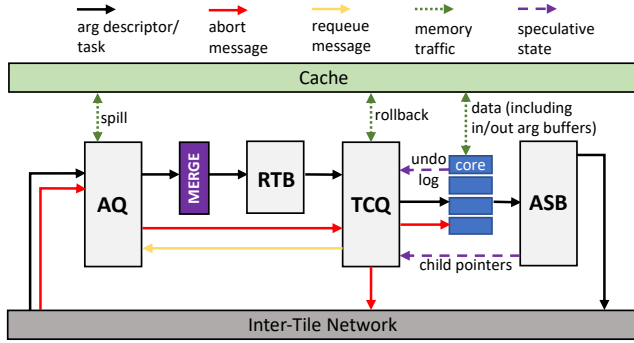 arg descriptor/
task
abort
message
requeue
message
memory
traffic
speculative
state
Cache
spill
rollback
data (including
in/out arg buffers)
AQ
MERGE
RTB
TCQ
undo
log
core
ASB
child pointers
Inter-Tile Network